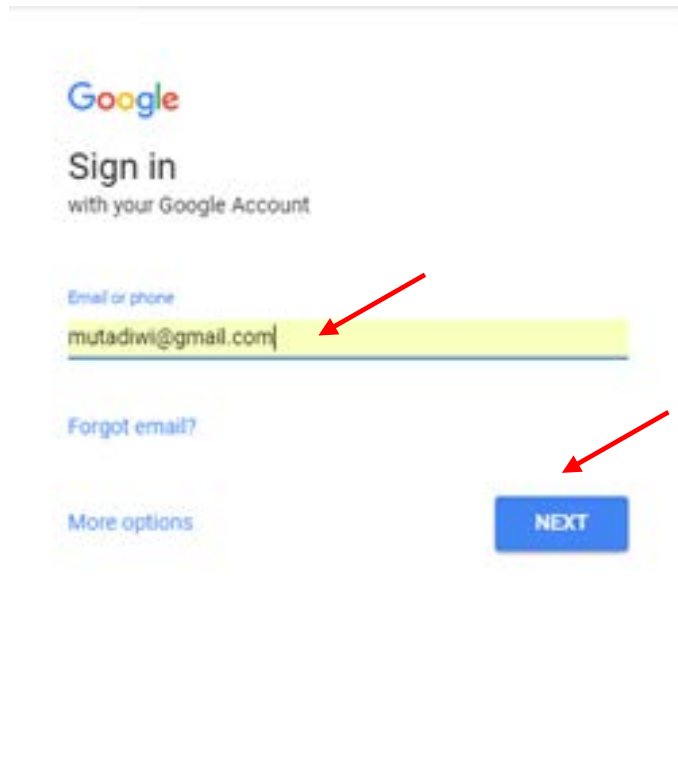 Google
Sign in
with your Google Account
Email or phone
mutadiwi@gmail.com
Forgot email?
More options
NEXT